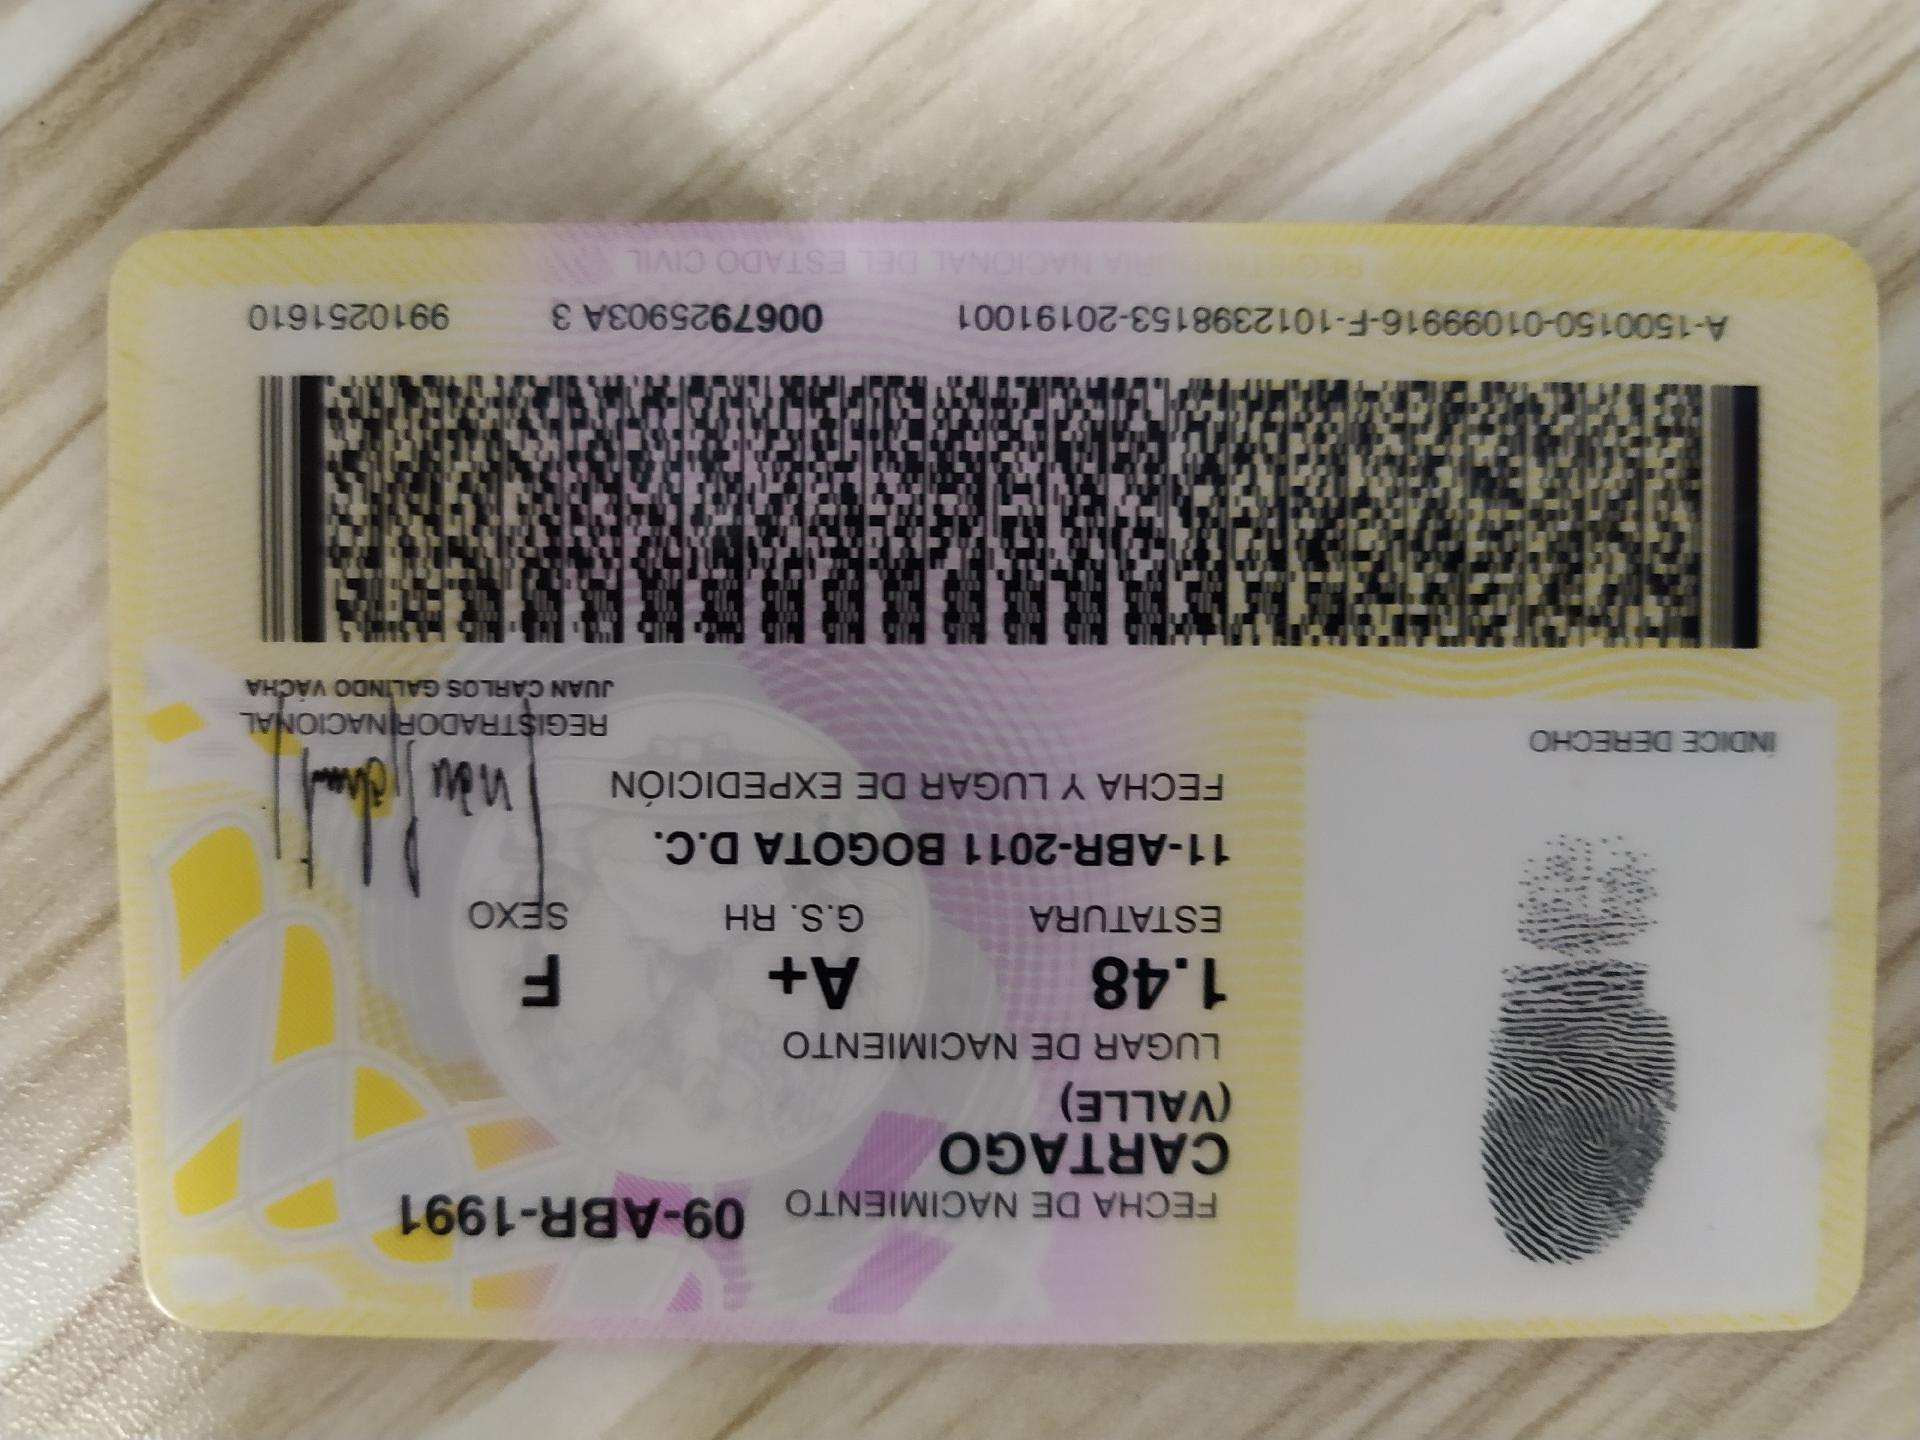 FECHA DE NACIMIENTO 09-ABR-1991
CARTAGO
(VALLE)
LUGAR DE NACIMIENTO
1.48 A+ F
ESTATURA G.S. RH SEXO
11-ABR-2011 BOGOTA D.C.
FECHA Y LUGAR DE EXPEDICIÓN
REGISTRADOR NACIONAL
JUAN CARLOS GALINDO VÁCHA
ÍNDICE DERECHO
A-1500150-01099916-F-1012398153-20191001 0067925903A 3 9910251610
REGISTRADURIA NACIONAL DEL ESTADO CIVIL